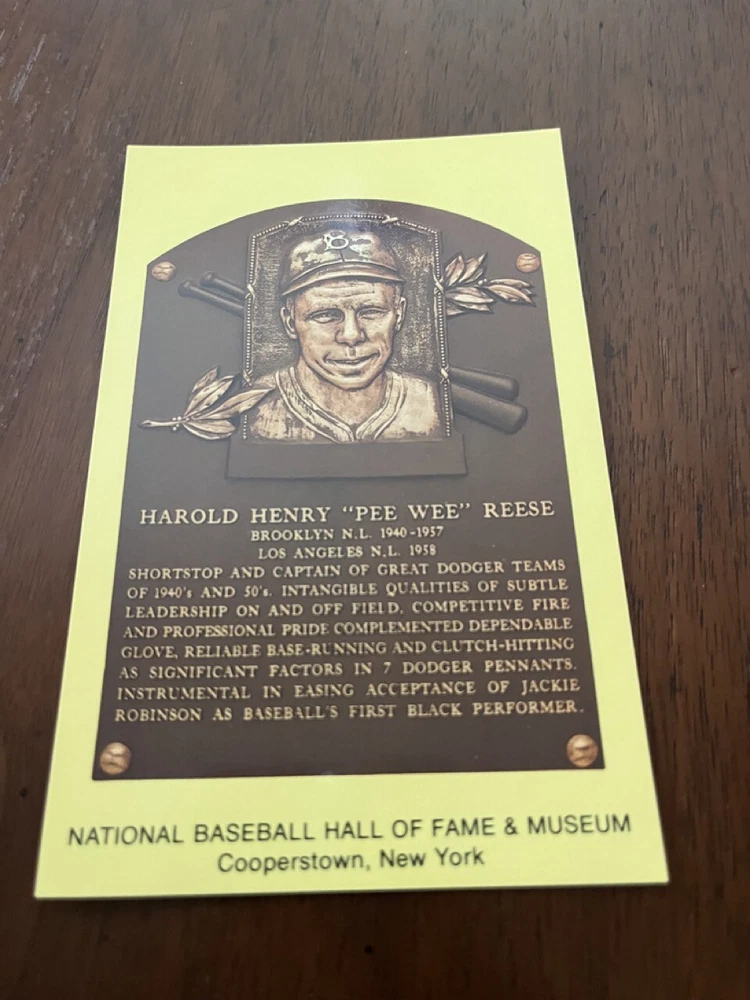 B
HAROLD HENRY "PEE WEE" REESE
BROOKLYN N.L. 1940-1957
LOS ANGELES N.L. 1958
SHORTSTOP AND CAPTAIN OF GREAT DODGER TEAMS
OF 1940's AND 50's. INTANGIBLE QUALITIES OF SUBTLE
LEADERSHIP ON AND OFF FIELD. COMPETITIVE FIRE
AND PROFESSIONAL PRIDE COMPLEMENTED DEPENDABLE
GLOVE, RELIABLE BASE-RUNNING AND CLUTCH-HITTING
AS SIGNIFICANT FACTORS IN 7 DODGER PENNANTS.
INSTRUMENTAL IN EASING ACCEPTANCE OF JACKIE
ROBINSON AS BASEBALL'S FIRST BLACK PERFORMER.
NATIONAL BASEBALL HALL OF FAME & MUSEUM
Cooperstown, New York